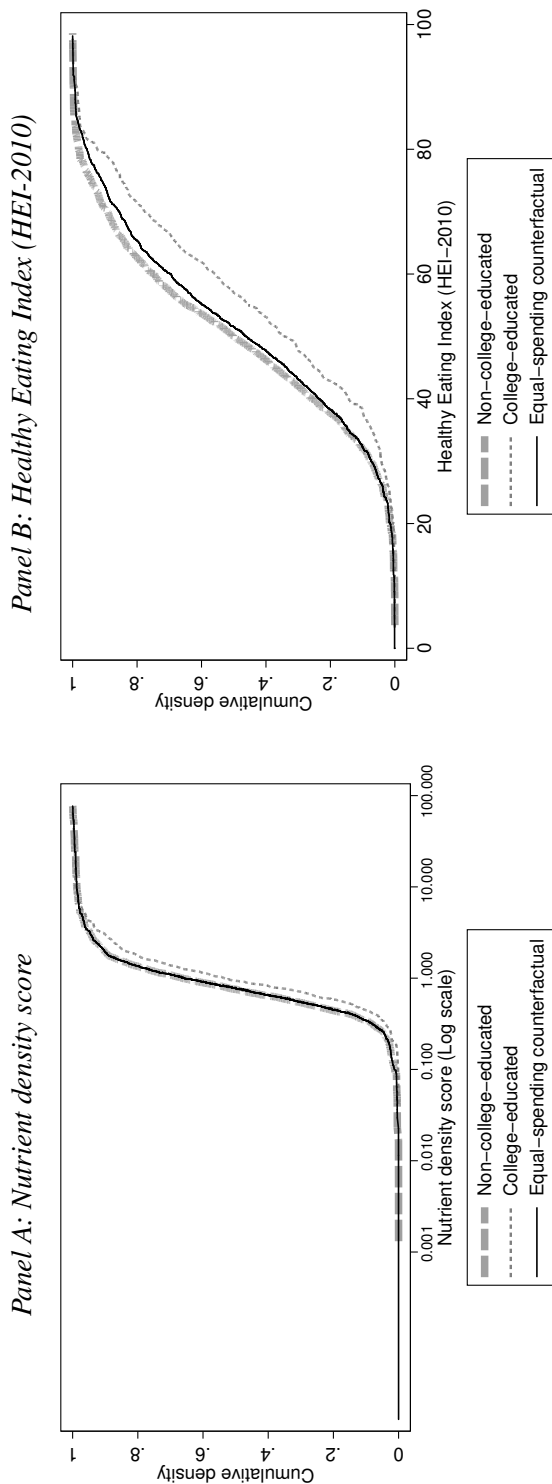 Panel A: Nutrient density score
Cumulative density
0
.2
.4
.6
.8
1
0.001
0.010
0.100
1.000
10.000
100.000
Nutrient density score (Log scale)
Non−college−educated
College−educated
Equal−spending counterfactual
Panel B: Healthy Eating Index (HEI-2010)
Cumulative density
0
.2
.4
.6
.8
1
0
20
40
60
80
100
Healthy Eating Index (HEI−2010)
Non−college−educated
College−educated
Equal−spending counterfactual